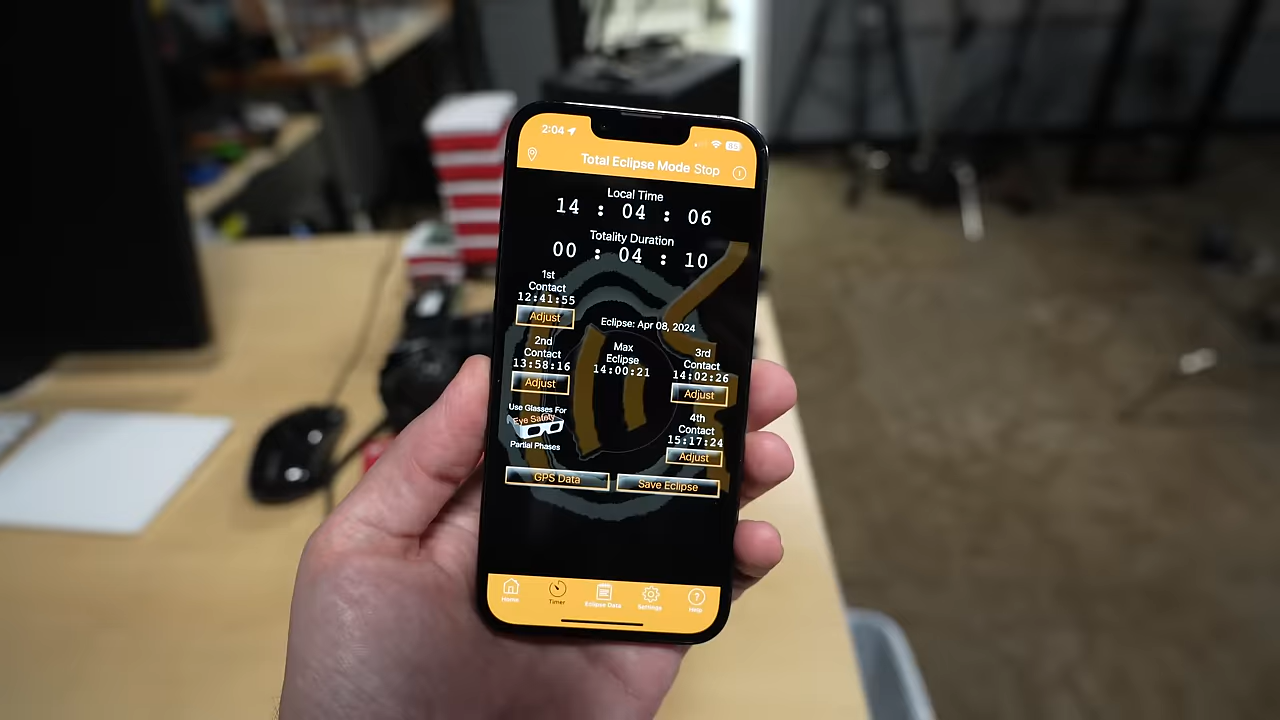 2:04
85
Total Eclipse Mode Stop
Local Time
14 : 04 : 06
Totality Duration
00 : 04 : 10
1st
Contact
12:41:55
Adjust
Eclipse: Apr 08, 2024
2nd
Contact
13:58:16
Adjust
Max
Eclipse
14:00:21
3rd
Contact
14:02:26
Adjust
Use Glasses For
Eye Safety
Partial Phases
4th
Contact
15:17:24
Adjust
GPS Data
Save Eclipse
Home
Timer
Eclipse Data
Settings
Help